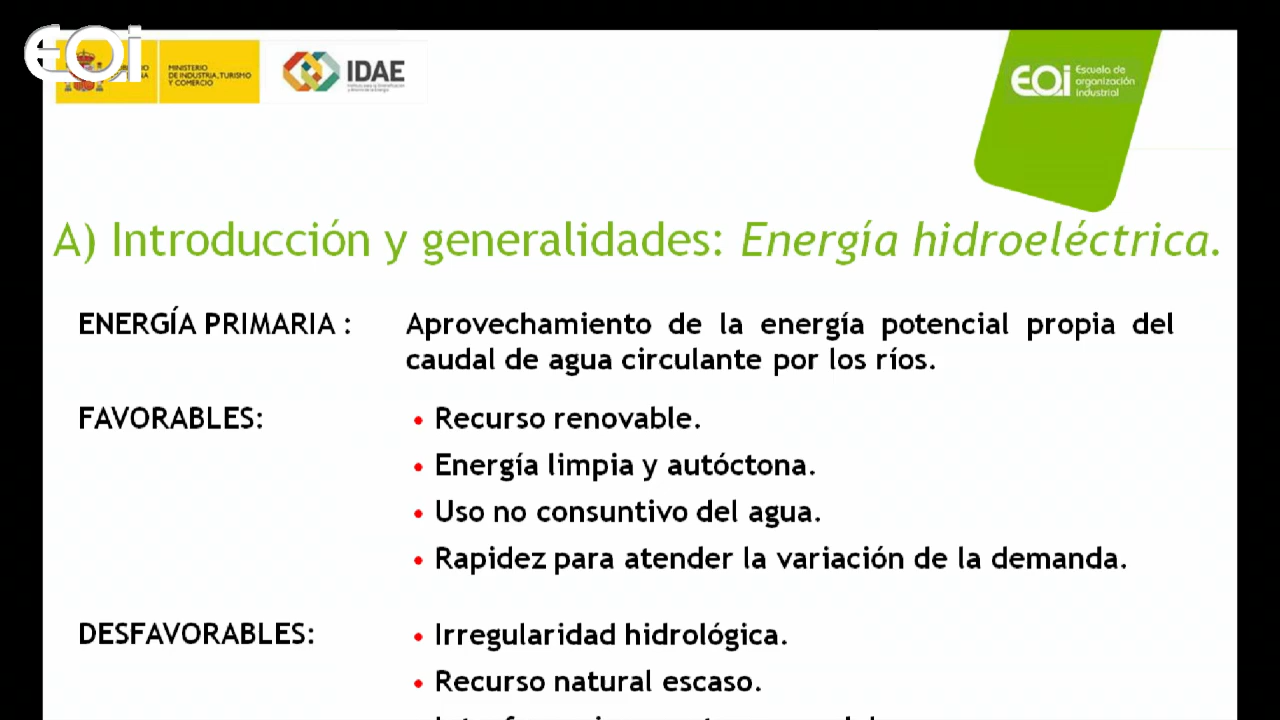 EOi
MINISTERIO
DE INDUSTRIA, TURISMO
Y COMERCIO
IDAE
EOi
Escuela de
organización
industrial
A) Introducción y generalidades: Energía hidroeléctrica.
ENERGÍA PRIMARIA : Aprovechamiento de la energía potencial propia del
caudal de agua circulante por los ríos.
FAVORABLES: • Recurso renovable.
• Energía limpia y autóctona.
• Uso no consuntivo del agua.
• Rapidez para atender la variación de la demanda.
DESFAVORABLES: • Irregularidad hidrológica.
• Recurso natural escaso.